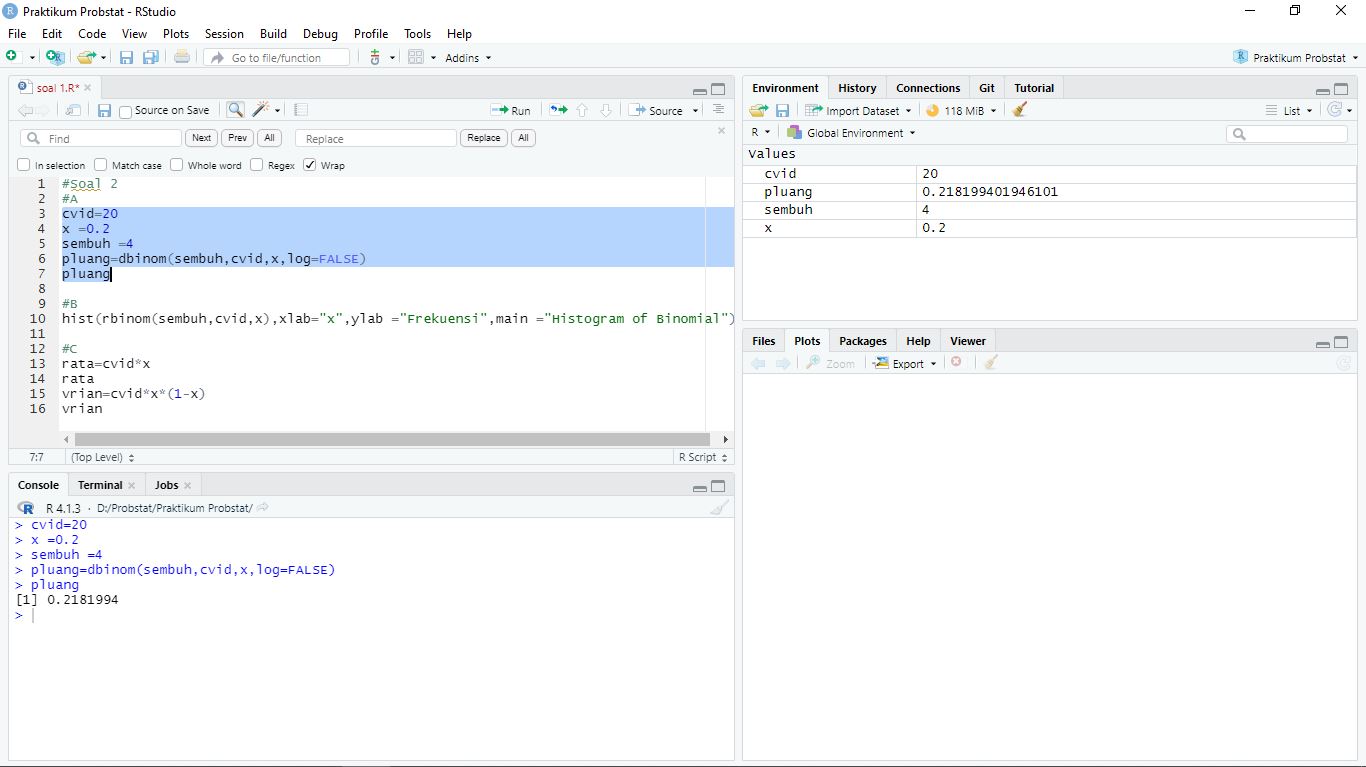 Praktikum Probstat - RStudio
File Edit Code View Plots Session Build Debug Profile Tools Help
Go to file/function Addins Praktikum Probstat
soal 1.R*
Source on Save Run Source
Find Next Prev All Replace Replace All
In selection Match case Whole word Regex Wrap
1 #Soal 2
2 #A
3 cvid=20
4 x =0.2
5 sembuh =4
6 pluang=dbinom(sembuh,cvid,x,log=FALSE)
7 pluang
8
9 #B
10 hist(rbinom(sembuh,cvid,x),xlab="x",ylab ="Frekuensi",main ="Histogram of Binomial")
11
12 #C
13 rata=cvid*x
14 rata
15 vrian=cvid*x*(1-x)
16 vrian
7:7 (Top Level) R Script
Console Terminal Jobs
R R 4.1.3 · D:/Probstat/Praktikum Probstat/
> cvid=20
> x =0.2
> sembuh =4
> pluang=dbinom(sembuh,cvid,x,log=FALSE)
> pluang
[1] 0.2181994
>
Environment History Connections Git Tutorial
Import Dataset 118 MiB List
R Global Environment
Values
cvid 20
pluang 0.218199401946101
sembuh 4
x 0.2
Files Plots Packages Help Viewer
Zoom Export